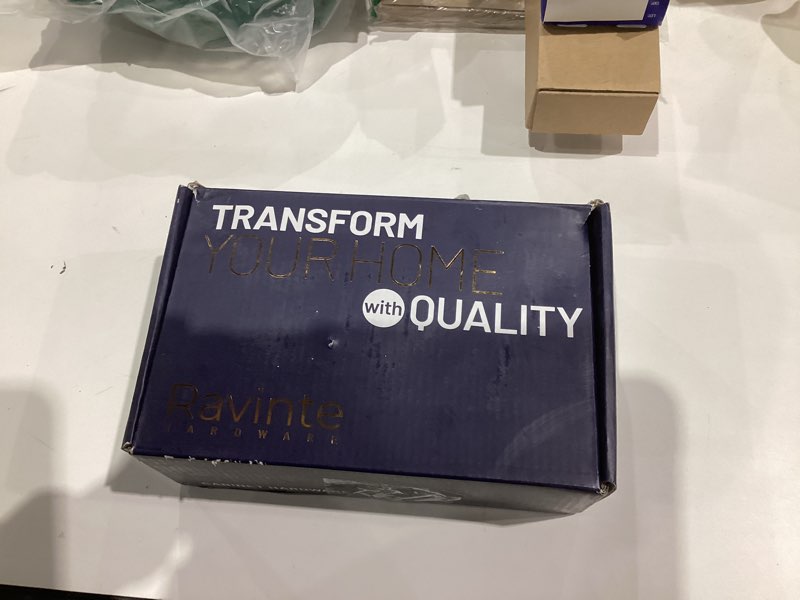 TRANSFORM
YOUR HOME
with QUALITY
Ravinte
HARDWARE